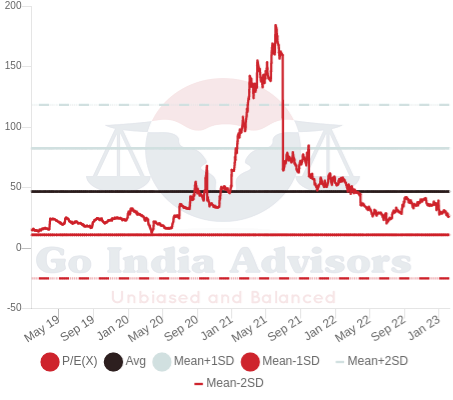 200
150
100
50
0
-50
Go India Advisors
Unbiased and Balanced
May 19 Sep 19 Jan 20 May 20 Sep 20 Jan 21 May 21 Sep 21 Jan 22 May 22 Sep 22 Jan 23
P/E(X) Avg Mean+1SD Mean-1SD Mean+2SD
Mean-2SD